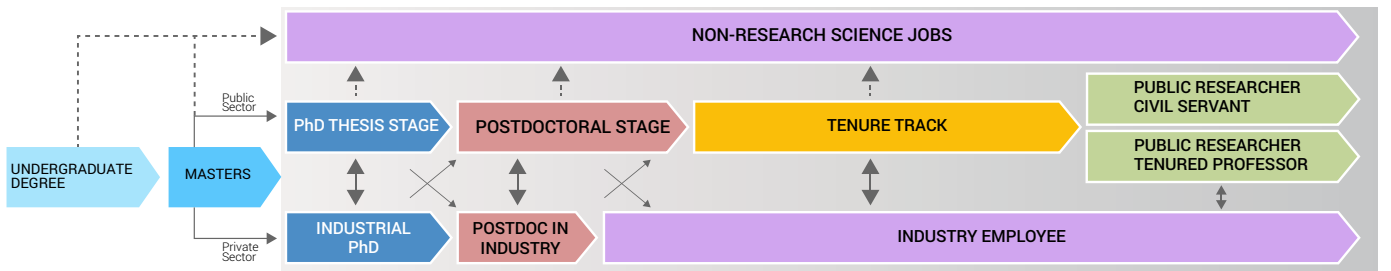 NON-RESEARCH SCIENCE JOBS
Public
Sector
PhD THESIS STAGE
POSTDOCTORAL STAGE
TENURE TRACK
PUBLIC RESEARCHER
CIVIL SERVANT
PUBLIC RESEARCHER
TENURED PROFESSOR
UNDERGRADUATE
DEGREE
MASTERS
Private
Sector
INDUSTRIAL
PhD
POSTDOC IN
INDUSTRY
INDUSTRY EMPLOYEE